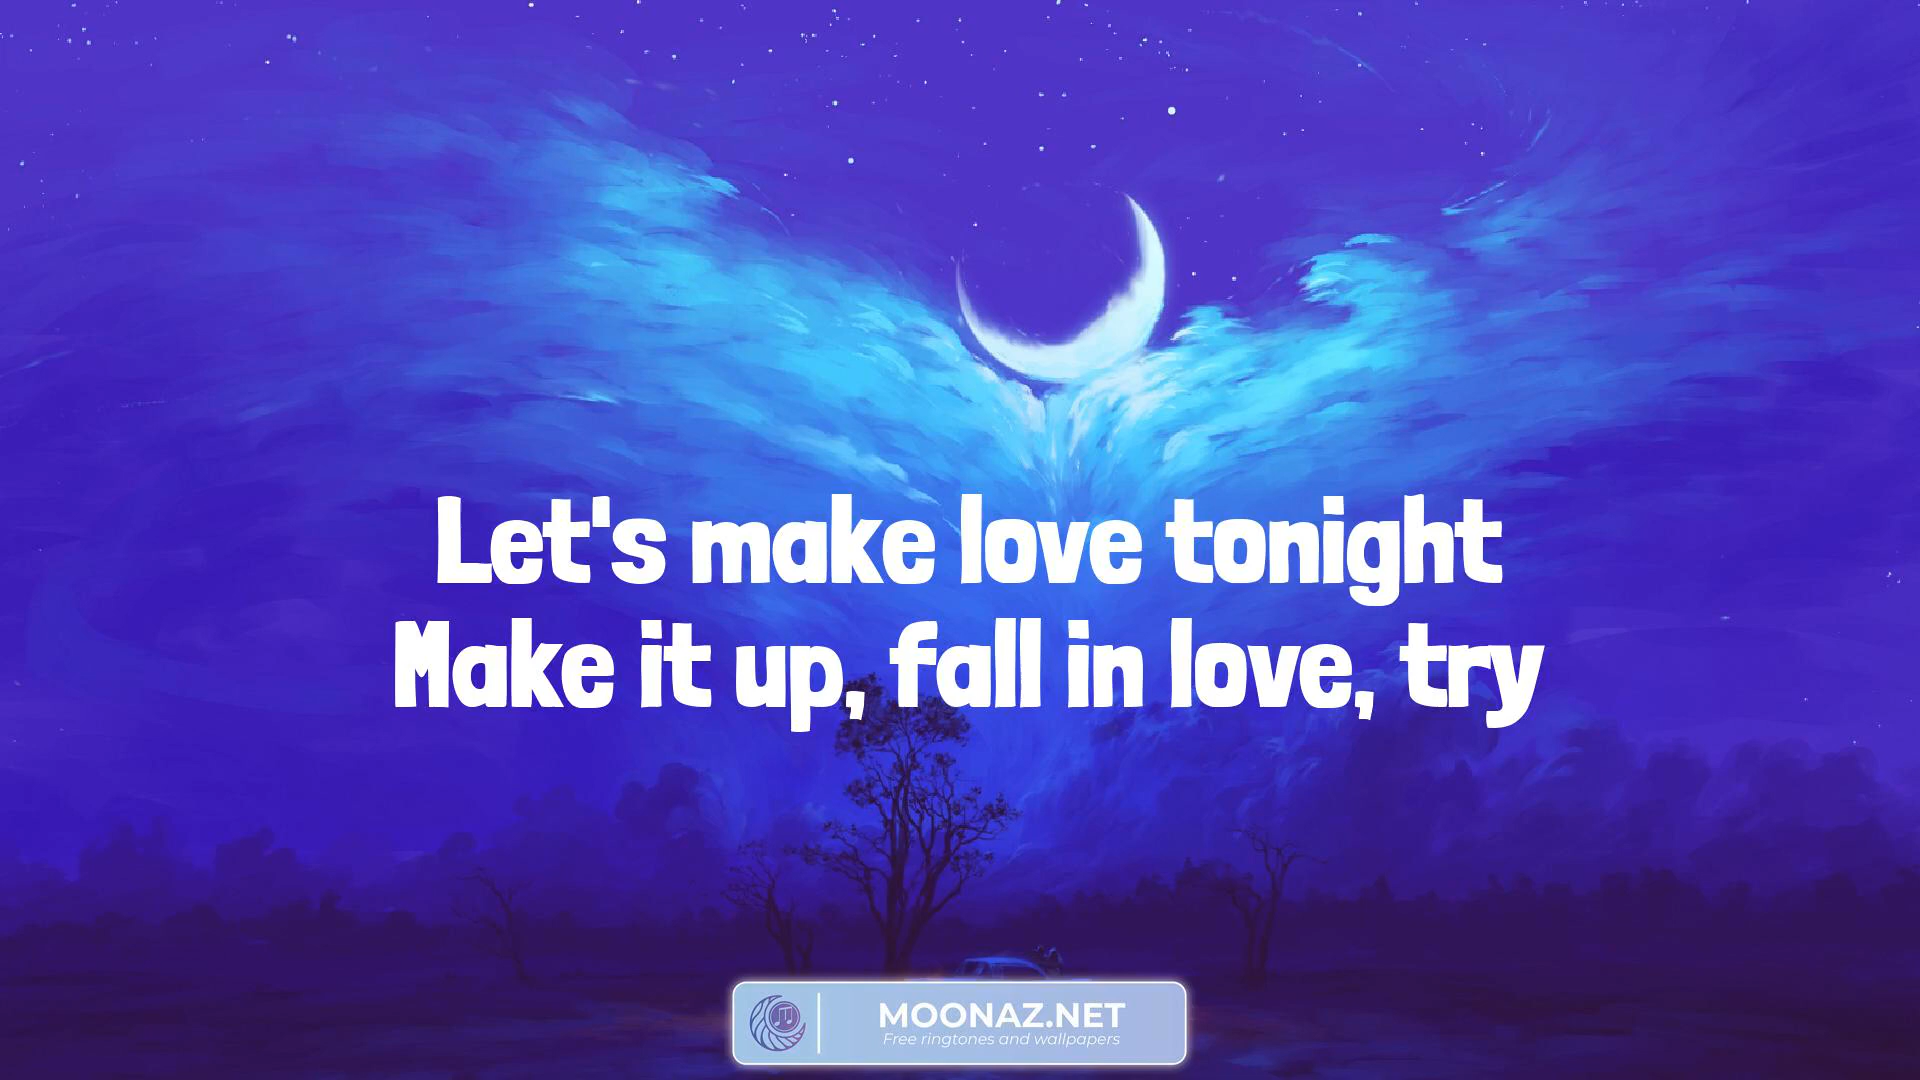 Let's make love tonight
Make it up, fall in love, try
MOONAZ.NET
Free ringtones and wallpapers